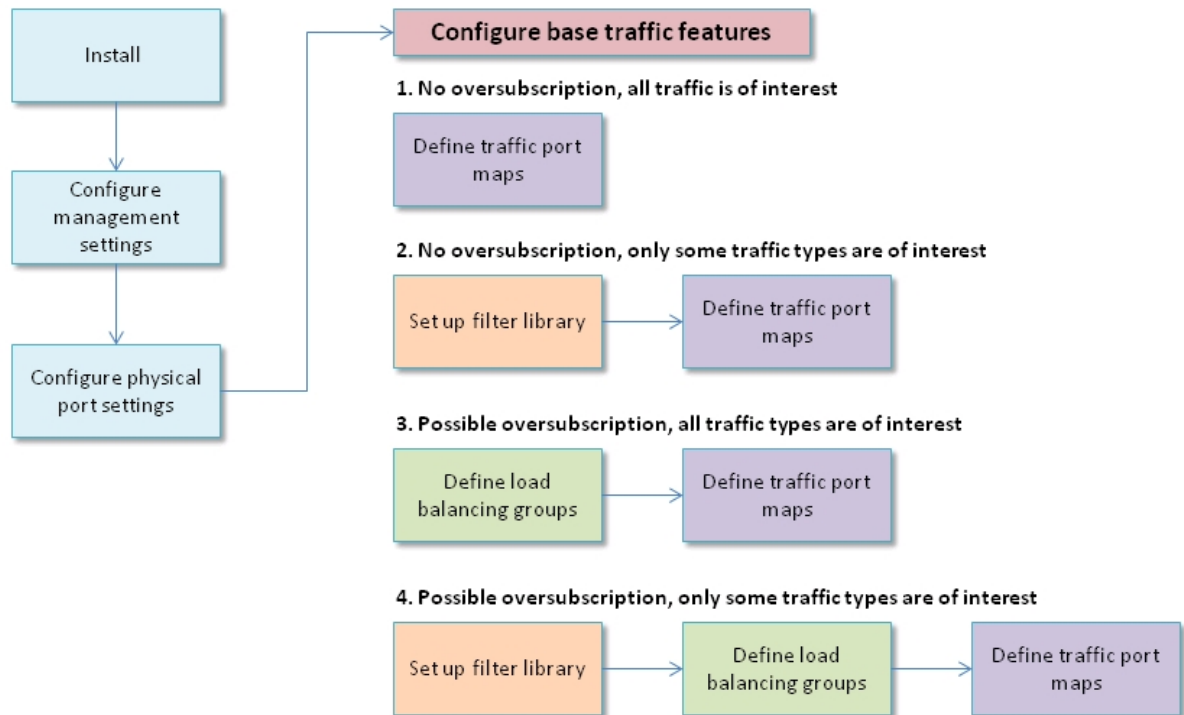 Install
Configure
management
settings
Configure physical
port settings
Configure base traffic features
1. No oversubscription, all traffic is of interest
Define traffic port
maps
2. No oversubscription, only some traffic types are of interest
Set up filter library
Define traffic port
maps
3. Possible oversubscription, all traffic types are of interest
Define load
balancing groups
Define traffic port
maps
4. Possible oversubscription, only some traffic types are of interest
Set up filter library
Define load
balancing groups
Define traffic port
maps